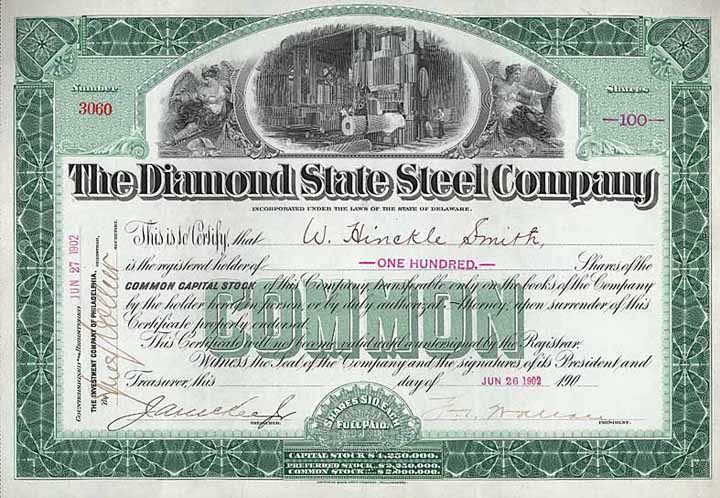 Number
3060
Shares
—100—
The Diamond State Steel Company
INCORPORATED UNDER THE LAWS OF THE STATE OF DELAWARE.
This is to Certify, that W. Hinckle Smith,
is the registered holder of —ONE HUNDRED.— Shares of the
COMMON CAPITAL STOCK of this Company, transferable only on the books of the Company
by the holder hereof in person or by duly authorized Attorney upon surrender of this
Certificate properly endorsed.
This Certificate will not become valid until countersigned by the Registrar.
Witness the Seal of the Company and the signatures of its President and
Treasurer, this day of JUN 26 1902 190
COMMON
TREASURER.
PRESIDENT.
SHARES $10 EACH
FULL PAID.
CAPITAL STOCK $4,250,000.
PREFERRED STOCK $2,250,000.
COMMON STOCK $2,000,000.
COUNTERSIGNED AND REGISTERED JUN 27 1902
THE INVESTMENT COMPANY OF PHILADELPHIA,
By